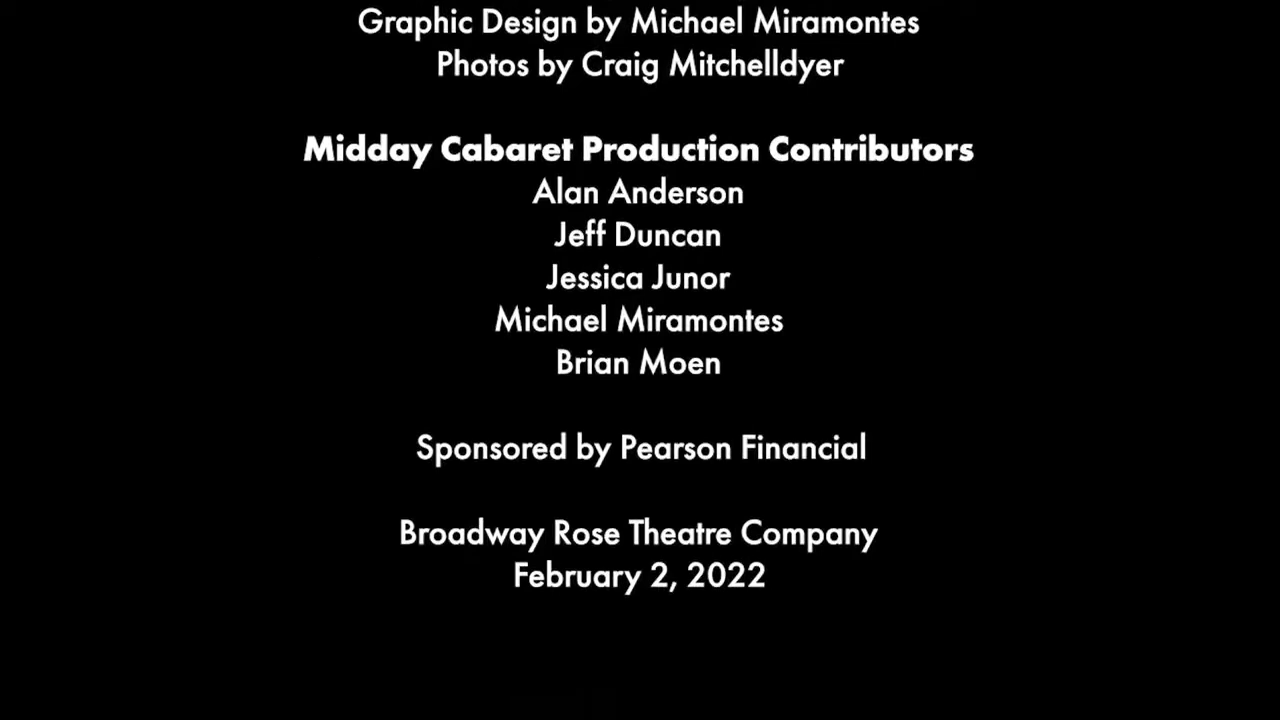 Graphic Design by Michael Miramontes
Photos by Craig Mitchelldyer
Midday Cabaret Production Contributors
Alan Anderson
Jeff Duncan
Jessica Junor
Michael Miramontes
Brian Moen
Sponsored by Pearson Financial
Broadway Rose Theatre Company
February 2, 2022